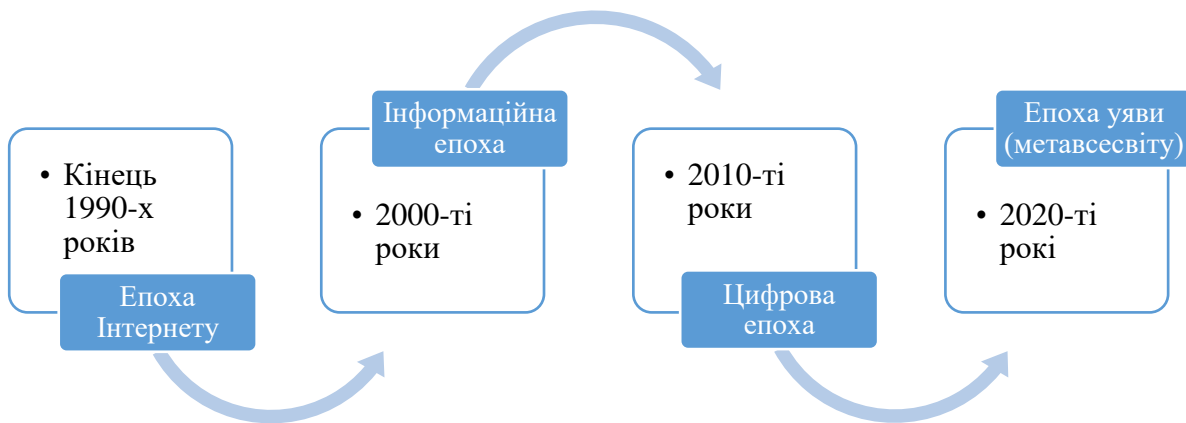 • Кінець
1990-х
років
Епоха
Інтернету
Інформаційна
епоха
• 2000-ті
роки
• 2010-ті
роки
Цифрова
епоха
Епоха уяви
(метавсесвіту)
• 2020-ті
рокі